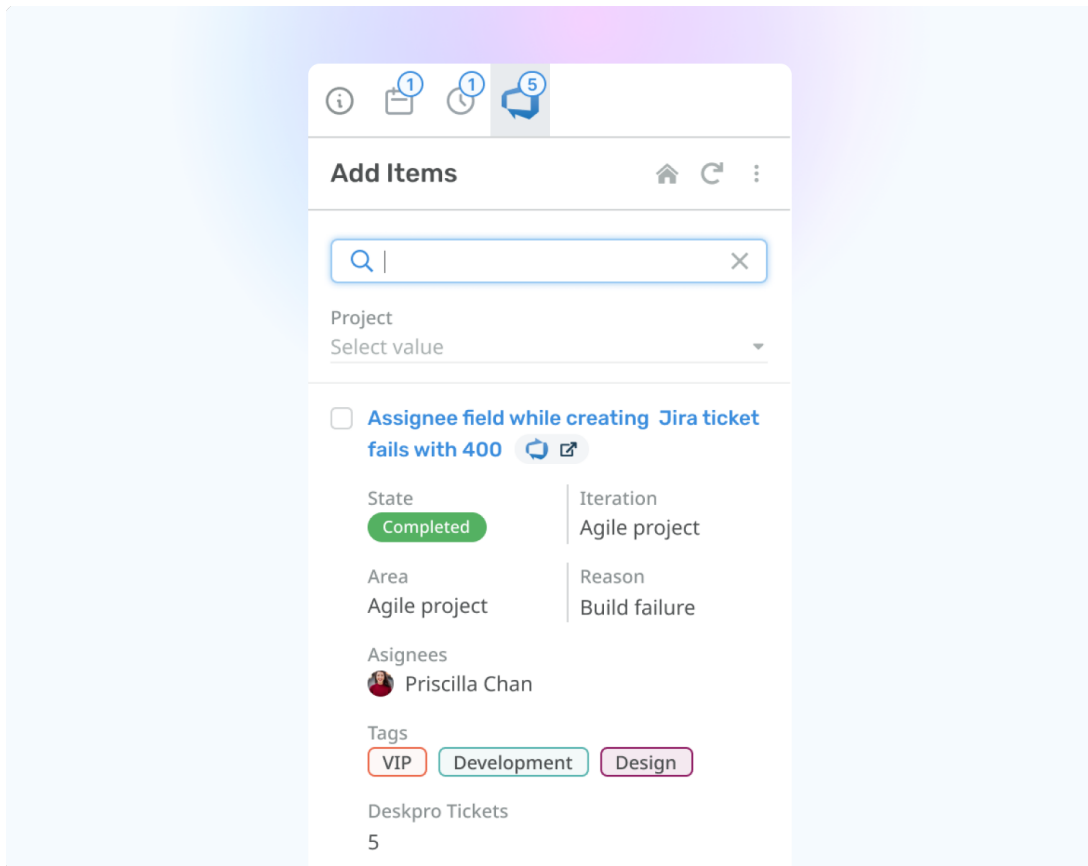 1 1 5
Add Items
Project
Select value
Assignee field while creating Jira ticket
fails with 400
State Iteration
Completed Agile project
Area Reason
Agile project Build failure
Asignees
Priscilla Chan
Tags
VIP Development Design
Deskpro Tickets
5